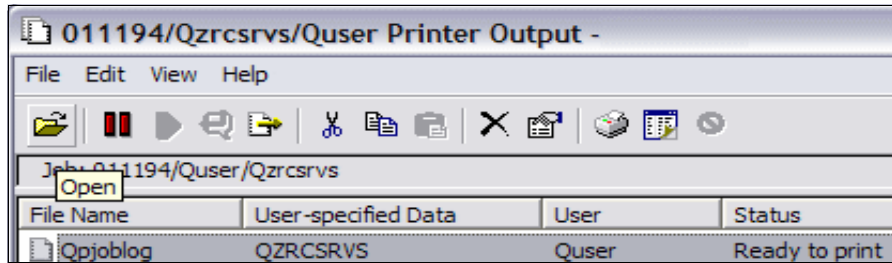 011194/Qzrcsrvs/Quser Printer Output -
File Edit View Help
Job: 011194/Quser/Qzrcsrvs
Open
File Name User-specified Data User Status
Qpjoblog QZRCSRVS Quser Ready to print